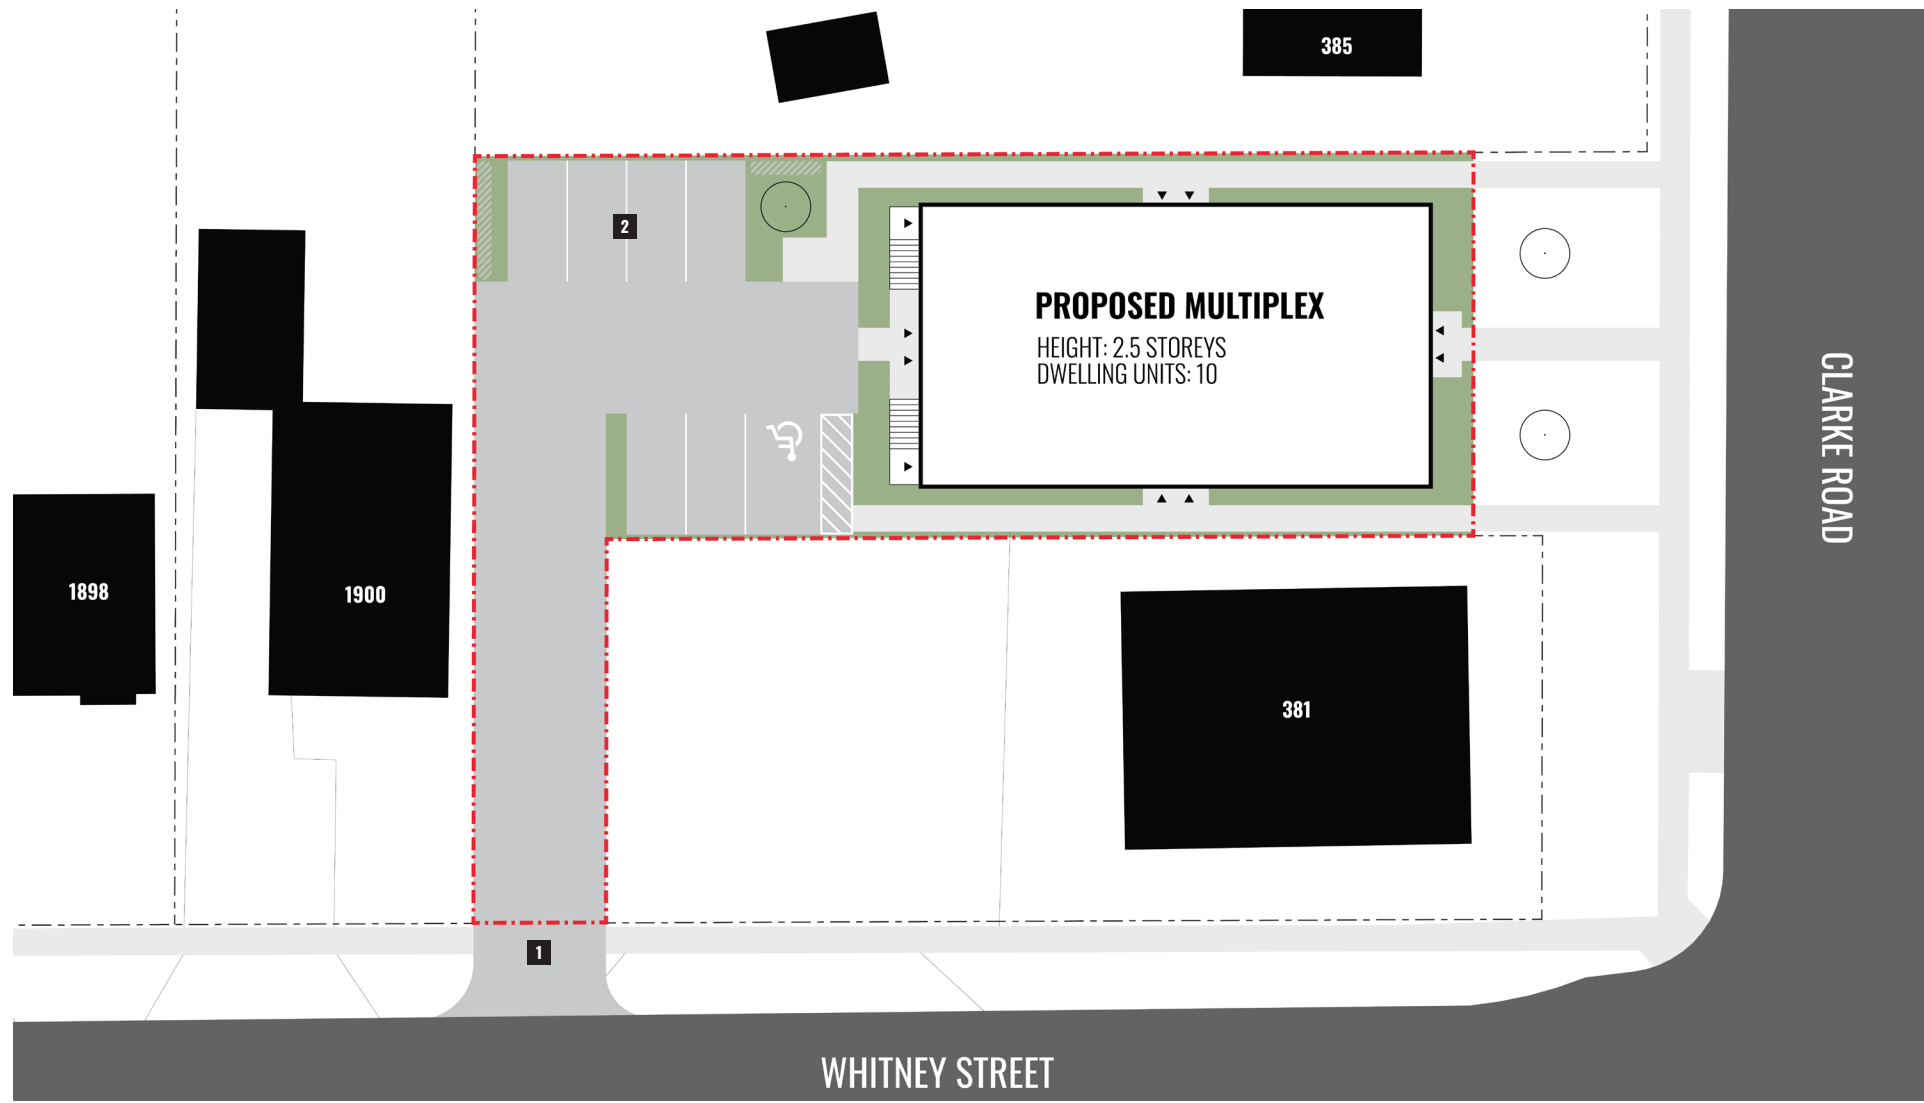 385
2
PROPOSED MULTIPLEX
HEIGHT: 2.5 STOREYS
DWELLING UNITS: 10
CLARKE ROAD
1898
1900
381
1
WHITNEY STREET